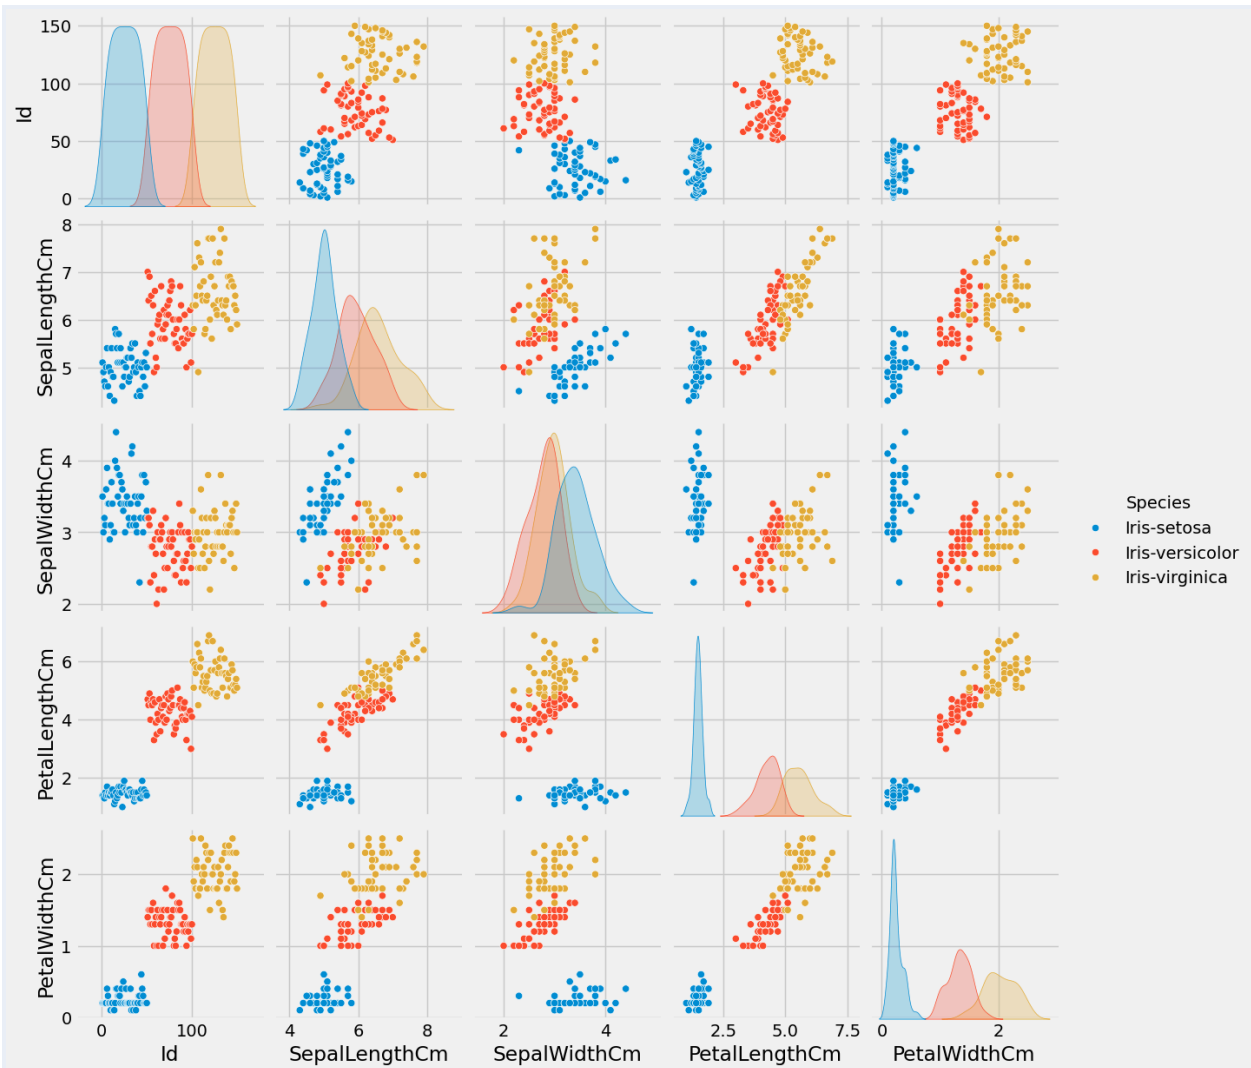 150
100
50
0
Id
8
7
6
5
SepalLengthCm
4
3
2
SepalWidthCm
6
4
2
PetalLengthCm
2
1
0
PetalWidthCm
0 100
4 6 8
2 4
2.5 5.0 7.5
0 2
Id
SepalLengthCm
SepalWidthCm
PetalLengthCm
PetalWidthCm
Species
Iris-setosa
Iris-versicolor
Iris-virginica